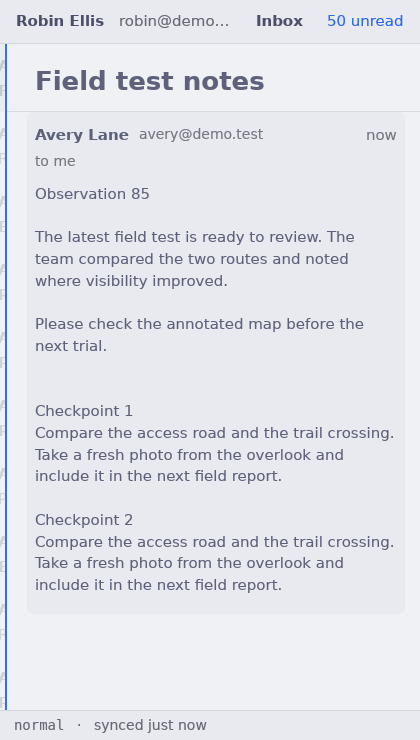 Robin Ellis robin@demo... Inbox 50 unread
Field test notes
Avery Lane avery@demo.test now
to me
Observation 85
The latest field test is ready to review. The
team compared the two routes and noted
where visibility improved.
Please check the annotated map before the
next trial.
Checkpoint 1
Compare the access road and the trail crossing.
Take a fresh photo from the overlook and
include it in the next field report.
Checkpoint 2
Compare the access road and the trail crossing.
Take a fresh photo from the overlook and
include it in the next field report.
normal · synced just now